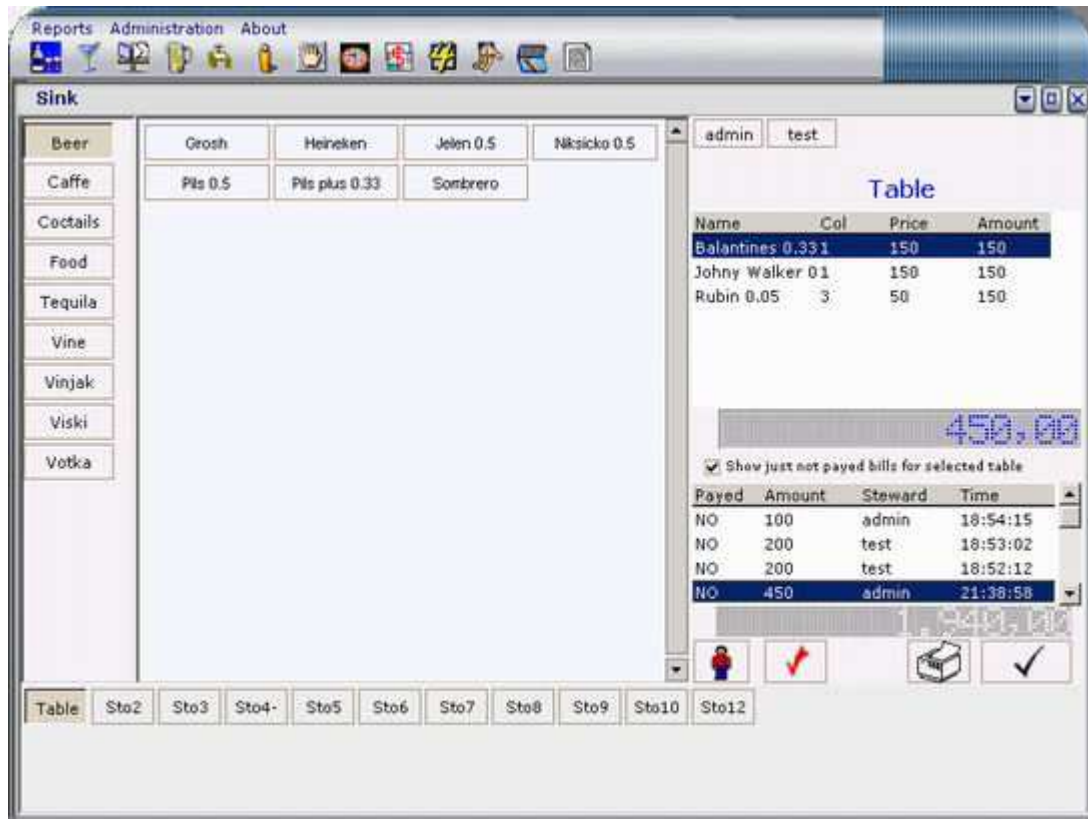 Reports Administration About
Sink
Beer
Caffe
Coctails
Food
Tequila
Vine
Vinjak
Viski
Votka
Grosh Heineken Jelen 0.5 Niksicko 0.5
Pils 0.5 Pils plus 0.33 Sombrero
admin test
Table
Name Col Price Amount
Balantines 0.33 1 150 150
Johny Walker 0 1 150 150
Rubin 0.05 3 50 150
450,00
Show just not payed bills for selected table
Payed Amount Steward Time
NO 100 admin 18:54:15
NO 200 test 18:53:02
NO 200 test 18:52:12
NO 450 admin 21:38:58
1.940,00
Table Sto2 Sto3 Sto4- Sto5 Sto6 Sto7 Sto8 Sto9 Sto10 Sto12